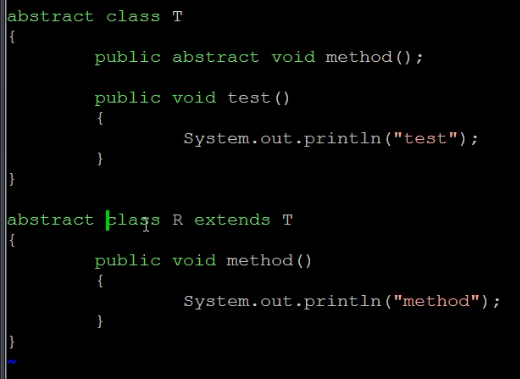 abstract class T
{
public abstract void method();
public void test()
{
System.out.println("test");
}
}
abstract class R extends T
{
public void method()
{
System.out.println("method");
}
}
~